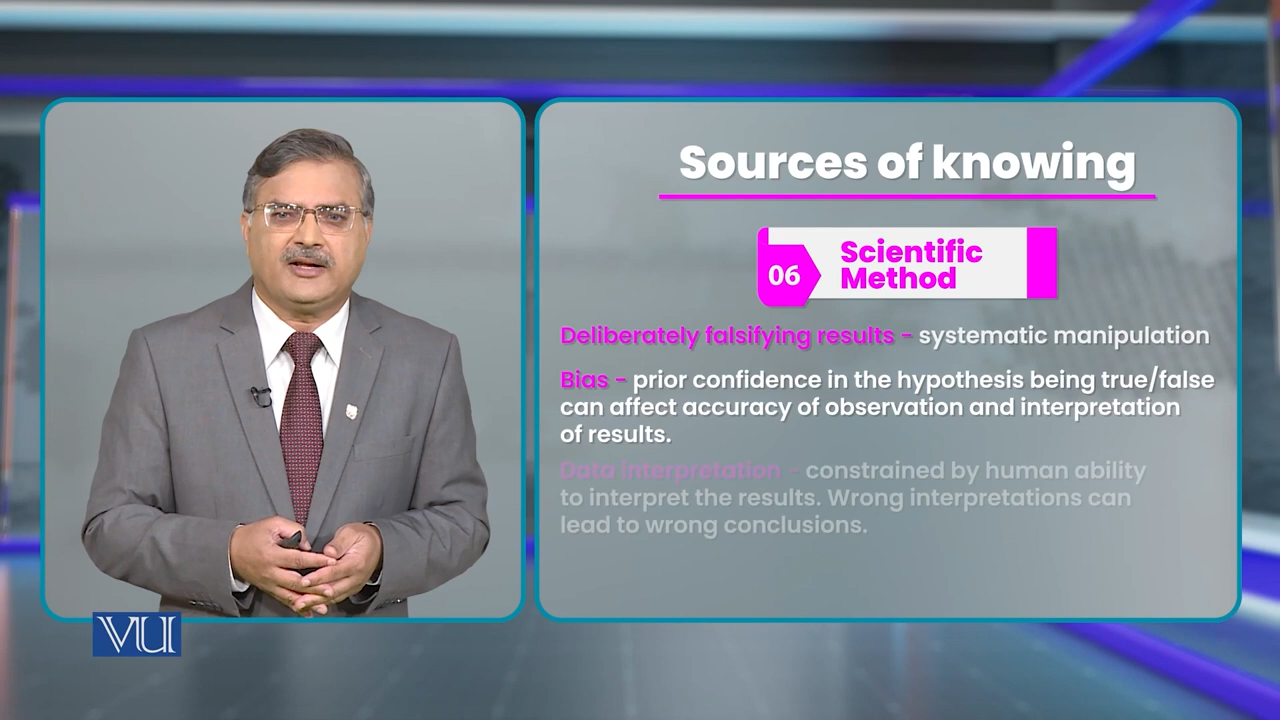 Sources of knowing
06
Scientific
Method
Deliberately falsifying results - systematic manipulation
Bias - prior confidence in the hypothesis being true/false
can affect accuracy of observation and interpretation
of results.
Data interpretation - constrained by human ability
to interpret the results. Wrong interpretations can
lead to wrong conclusions.
VU